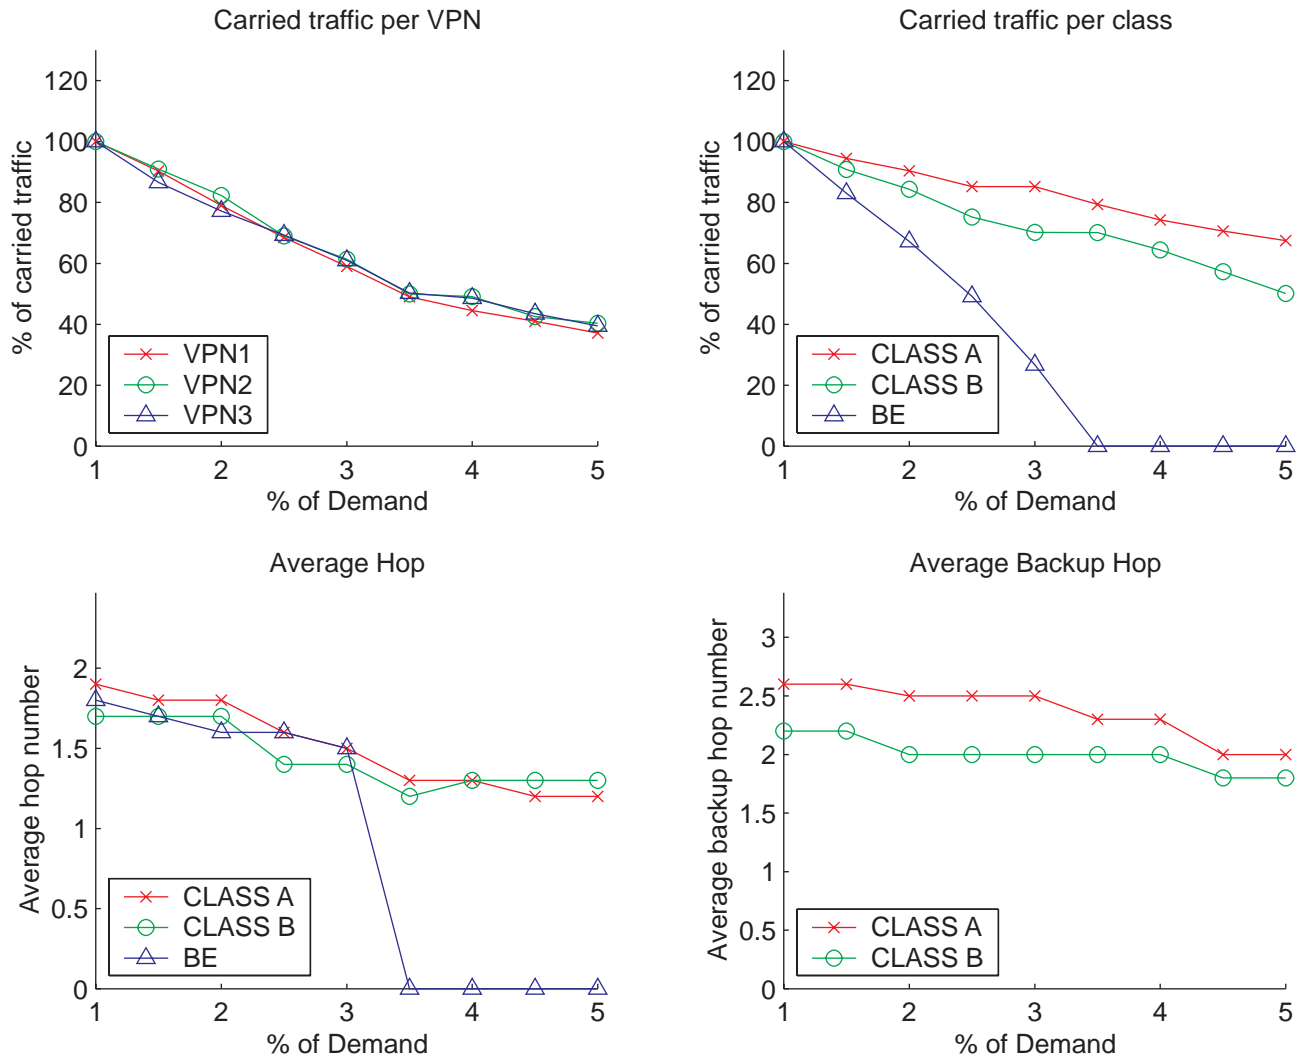 Carried traffic per VPN
% of carried traffic
120
100
80
60
40
20
0
VPN1
VPN2
VPN3
1 2 3 4 5
% of Demand
Carried traffic per class
% of carried traffic
120
100
80
60
40
20
0
CLASS A
CLASS B
BE
1 2 3 4 5
% of Demand
Average Hop
Average hop number
2
1.5
1
0.5
0
CLASS A
CLASS B
BE
1 2 3 4 5
% of Demand
Average Backup Hop
Average backup hop number
3
2.5
2
1.5
1
0.5
0
CLASS A
CLASS B
1 2 3 4 5
% of Demand